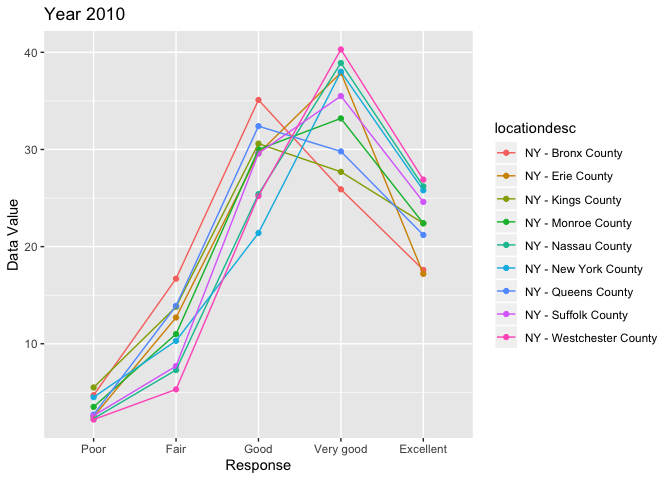 Year 2010
40
30
20
10
Data Value
Poor Fair Good Very good Excellent
Response
locationdesc
NY - Bronx County
NY - Erie County
NY - Kings County
NY - Monroe County
NY - Nassau County
NY - New York County
NY - Queens County
NY - Suffolk County
NY - Westchester County